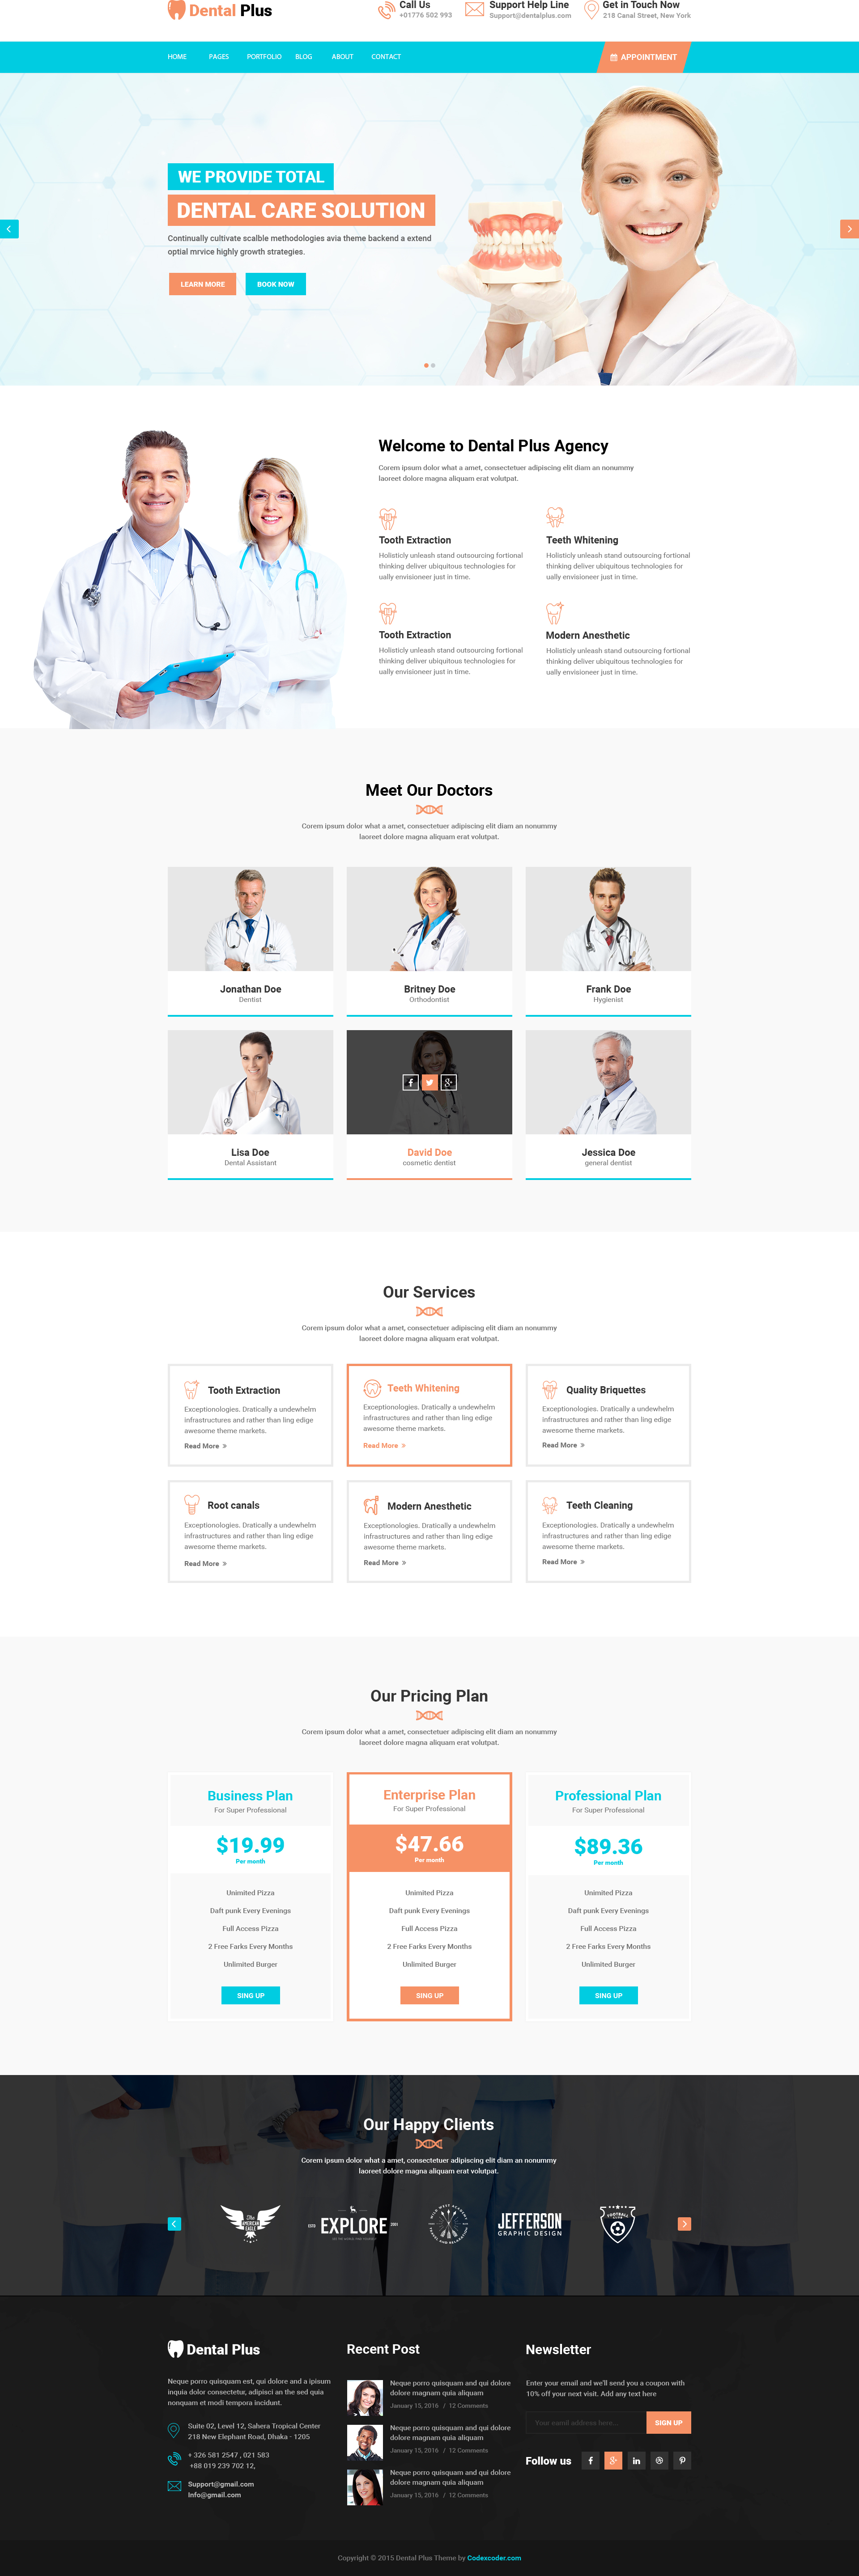 Dental Plus
Call Us
+01776 502 993
Support Help Line
Support@dentalplus.com
Get in Touch Now
218 Canal Street, New York
HOME PAGES PORTFOLIO BLOG ABOUT CONTACT
APPOINTMENT
WE PROVIDE TOTAL
DENTAL CARE SOLUTION
Continually cultivate scalble methodologies avia theme backend a extend
optial mrvice highly growth strategies.
LEARN MORE BOOK NOW
Welcome to Dental Plus Agency
Corem ipsum dolor what a amet, consectetuer adipiscing elit diam an nonummy
laoreet dolore magna aliquam erat volutpat.
Tooth Extraction
Holisticly unleash stand outsourcing fortional
thinking deliver ubiquitous technologies for
ually envisioneer just in time.
Teeth Whitening
Holisticly unleash stand outsourcing fortional
thinking deliver ubiquitous technologies for
ually envisioneer just in time.
Tooth Extraction
Holisticly unleash stand outsourcing fortional
thinking deliver ubiquitous technologies for
ually envisioneer just in time.
Modern Anesthetic
Holisticly unleash stand outsourcing fortional
thinking deliver ubiquitous technologies for
ually envisioneer just in time.
Meet Our Doctors
Corem ipsum dolor what a amet, consectetuer adipiscing elit diam an nonummy
laoreet dolore magna aliquam erat volutpat.
Jonathan Doe
Dentist
Britney Doe
Orthodontist
Frank Doe
Hygienist
Lisa Doe
Dental Assistant
David Doe
cosmetic dentist
Jessica Doe
general dentist
Our Services
Corem ipsum dolor what a amet, consectetuer adipiscing elit diam an nonummy
laoreet dolore magna aliquam erat volutpat.
Tooth Extraction
Exceptionologies. Dratically a undewhelm
infrastructures and rather than ling edige
awesome theme markets.
Read More »
Teeth Whitening
Exceptionologies. Dratically a undewhelm
infrastructures and rather than ling edige
awesome theme markets.
Read More »
Quality Briquettes
Exceptionologies. Dratically a undewhelm
infrastructures and rather than ling edige
awesome theme markets.
Read More »
Root canals
Exceptionologies. Dratically a undewhelm
infrastructures and rather than ling edige
awesome theme markets.
Read More »
Modern Anesthetic
Exceptionologies. Dratically a undewhelm
infrastructures and rather than ling edige
awesome theme markets.
Read More »
Teeth Cleaning
Exceptionologies. Dratically a undewhelm
infrastructures and rather than ling edige
awesome theme markets.
Read More »
Our Pricing Plan
Corem ipsum dolor what a amet, consectetuer adipiscing elit diam an nonummy
laoreet dolore magna aliquam erat volutpat.
Business Plan
For Super Professional
$19.99
Per month
Unimited Pizza
Daft punk Every Evenings
Full Access Pizza
2 Free Farks Every Months
Unlimited Burger
SING UP
Enterprise Plan
For Super Professional
$47.66
Per month
Unimited Pizza
Daft punk Every Evenings
Full Access Pizza
2 Free Farks Every Months
Unlimited Burger
SING UP
Professional Plan
For Super Professional
$89.36
Per month
Unimited Pizza
Daft punk Every Evenings
Full Access Pizza
2 Free Farks Every Months
Unlimited Burger
SING UP
Our Happy Clients
Corem ipsum dolor what a amet, consectetuer adipiscing elit diam an nonummy
laoreet dolore magna aliquam erat volutpat.
The
AMERICAN
EAGLE
EXPLORE
2001
WILD WEST ACADEMY
JEFFERSON
GRAPHIC DESIGN
FOOTBALL
Dental Plus
Neque porro quisquam est, qui dolore and a ipisum
inquia dolor consectetur, adipisci an the sed quia
nonquam et modi tempora incidunt.
Suite 02, Level 12, Sahera Tropical Center
218 New Elephant Road, Dhaka - 1205
+ 326 581 2547 , 021 583
+88 019 239 702 12,
Support@gmail.com
Info@gmail.com
Recent Post
Neque porro quisquam and qui dolore
dolore magnam quia aliquam
January 15, 2016 / 12 Comments
Neque porro quisquam and qui dolore
dolore magnam quia aliquam
January 15, 2016 / 12 Comments
Neque porro quisquam and qui dolore
dolore magnam quia aliquam
January 15, 2016 / 12 Comments
Newsletter
Enter your email and we'll send you a coupon with
10% off your next visit. Add any text here
SIGN UP
Follow us
Copyright © 2015 Dental Plus Theme by Codexcoder.com